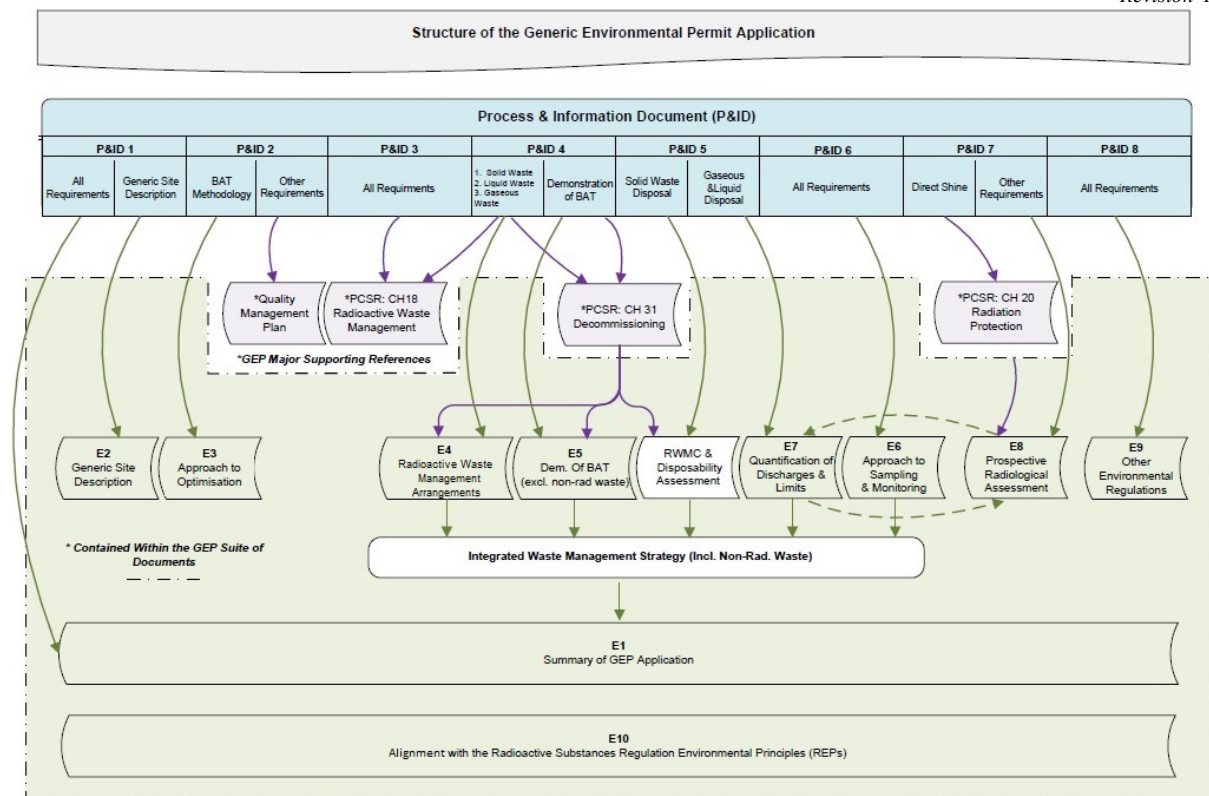 Revision
Structure of the Generic Environmental Permit Application
Process & Information Document (P&ID)
P&ID 1
P&ID 2
P&ID 3
P&ID 4
P&ID 5
P&ID 6
P&ID 7
P&ID 8
All
Requirements
Generic Site
Description
BAT
Methodology
Other
Requirements
All Requirments
1. Solid Waste
2. Liquid Waste
3. Gaseous
Waste
Demonstration
of BAT
Solid Waste
Disposal
Gaseous
&Liquid
Disposal
All Requirements
Direct Shine
Other
Requirements
All Requirements
*Quality
Management
Plan
*PCSR: CH18
Radioactive Waste
Management
*PCSR: CH 31
Decommissioning
*PCSR: CH 20
Radiation
Protection
*GEP Major Supporting References
E2
Generic Site
Description
E3
Approach to
Optimisation
E4
Radioactive Waste
Management
Arrangements
E5
Dem. Of BAT
(excl. non-rad waste)
RWMC &
Disposability
Assessment
E7
Quantification of
Discharges &
Limits
E6
Approach to
Sampling
& Monitoring
E8
Prospective
Radiological
Assessment
E9
Other
Environmental
Regulations
* Contained Within the GEP Suite of
Documents
Integrated Waste Management Strategy (Incl. Non-Rad. Waste)
E1
Summary of GEP Application
E10
Alignment with the Radioactive Substances Regulation Environmental Principles (REPs)